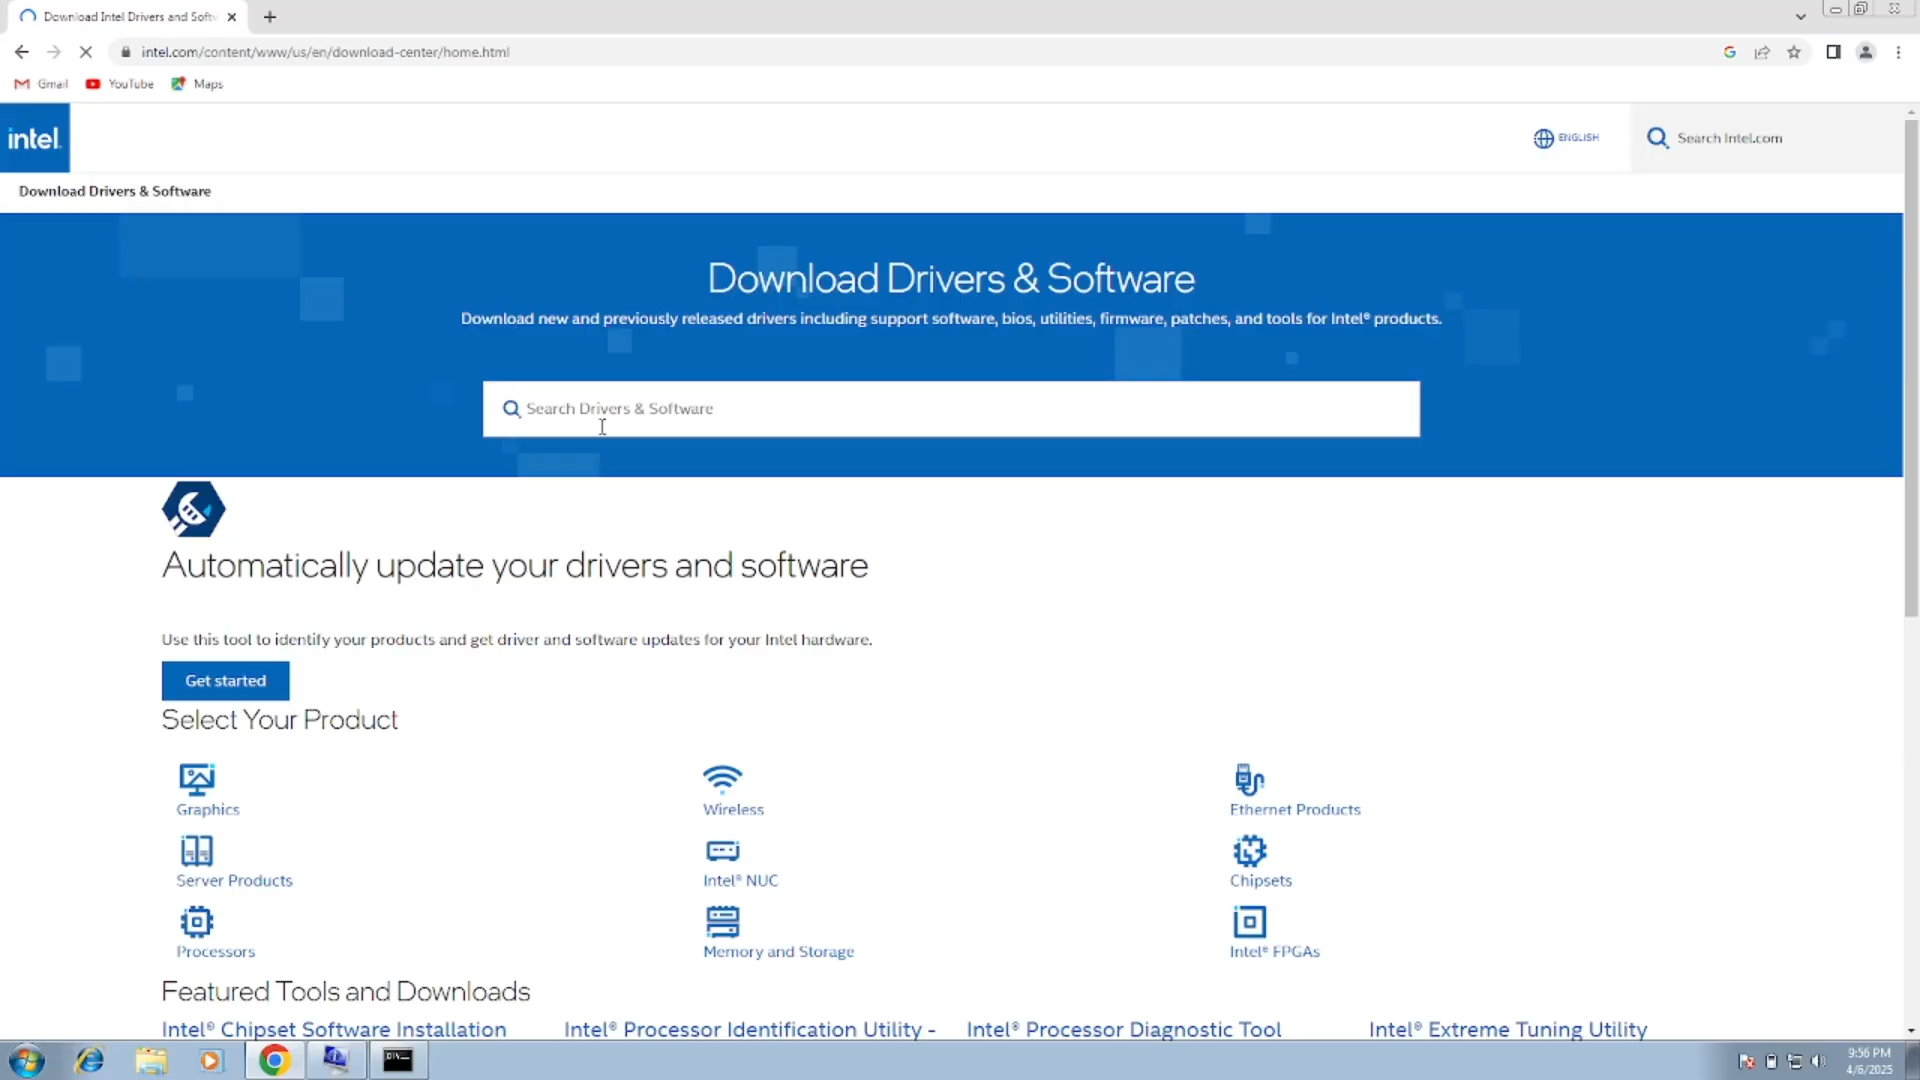 Download Intel Drivers and Softw
intel.com/content/www/us/en/download-center/home.html
Gmail YouTube Maps
intel.
ENGLISH
Search Intel.com
Download Drivers & Software
Download Drivers & Software
Download new and previously released drivers including support software, bios, utilities, firmware, patches, and tools for Intel® products.
Search Drivers & Software
Automatically update your drivers and software
Use this tool to identify your products and get driver and software updates for your Intel hardware.
Get started
Select Your Product
Graphics Wireless Ethernet Products
Server Products Intel® NUC Chipsets
Processors Memory and Storage Intel® FPGAs
Featured Tools and Downloads
Intel® Chipset Software Installation Intel® Processor Identification Utility - Intel® Processor Diagnostic Tool Intel® Extreme Tuning Utility
9:56 PM
4/6/2025